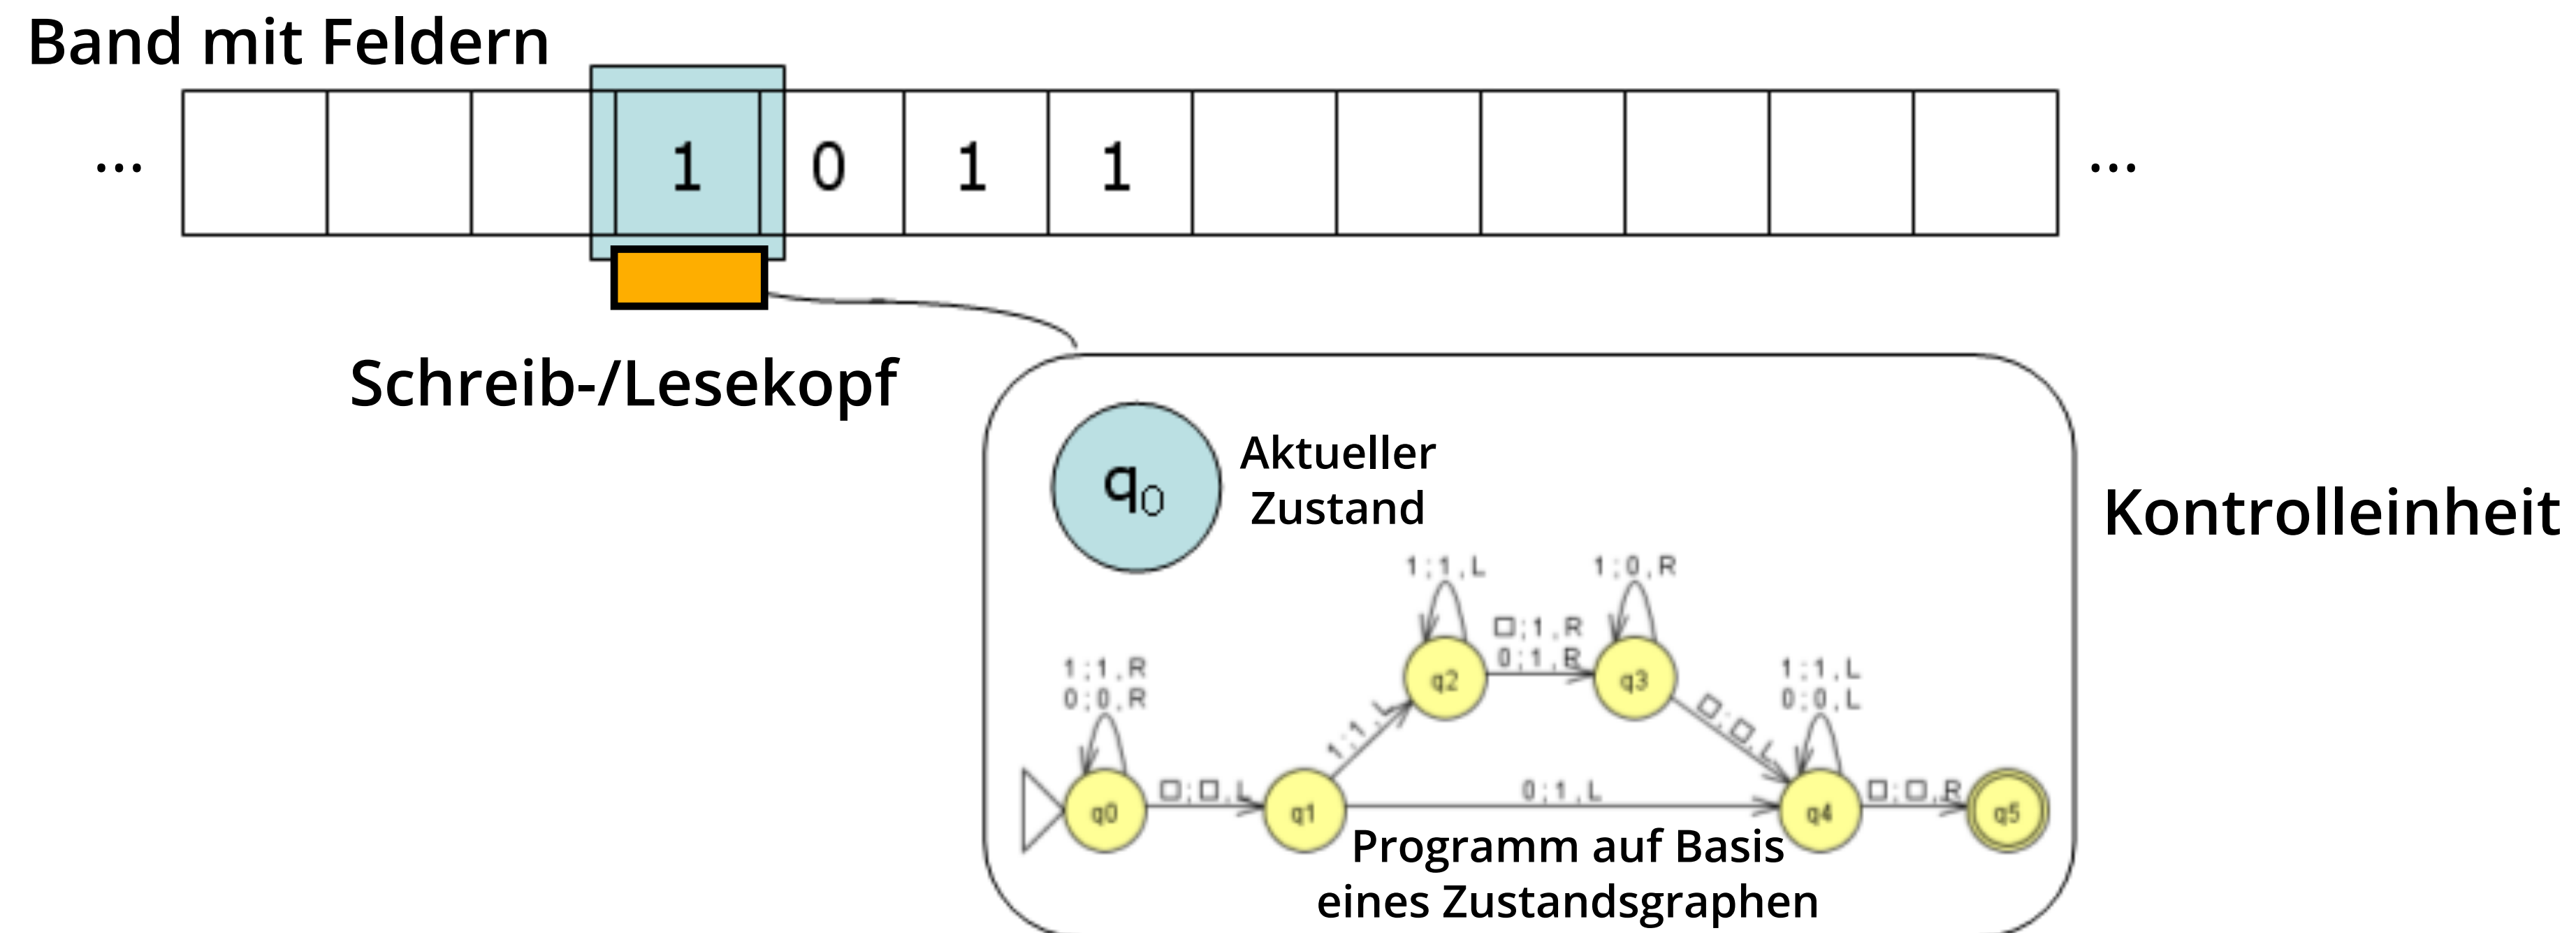 Band mit Feldern
... 1 0 1 1 ...
Schreib-/Lesekopf
q0
Aktueller
Zustand
Kontrolleinheit
1;1,L
1;0,R
□;1,R
0;1,R
q2
q3
1;1,R
0;0,R
1;1,L
0;0,L
1;1,L
□;□,L
q0
□;□,L
q1
0;1,L
q4
□;□,R
q5
Programm auf Basis
eines Zustandsgraphen